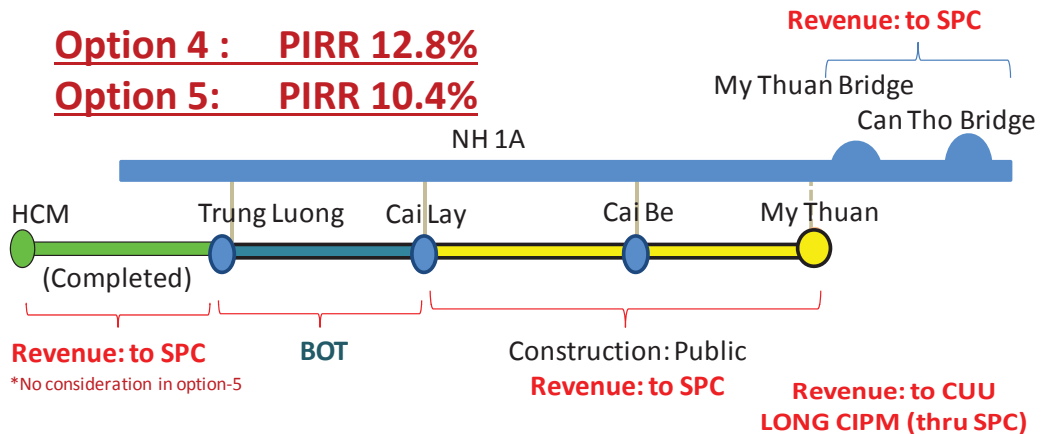 Option 4 : PIRR 12.8%
Option 5: PIRR 10.4%
Revenue: to SPC
My Thuan Bridge
Can Tho Bridge
NH 1A
HCM
Trung Luong
Cai Lay
Cai Be
My Thuan
(Completed)
Revenue: to SPC
*No consideration in option-5
BOT
Construction: Public
Revenue: to SPC
Revenue: to CUU
LONG CIPM (thru SPC)